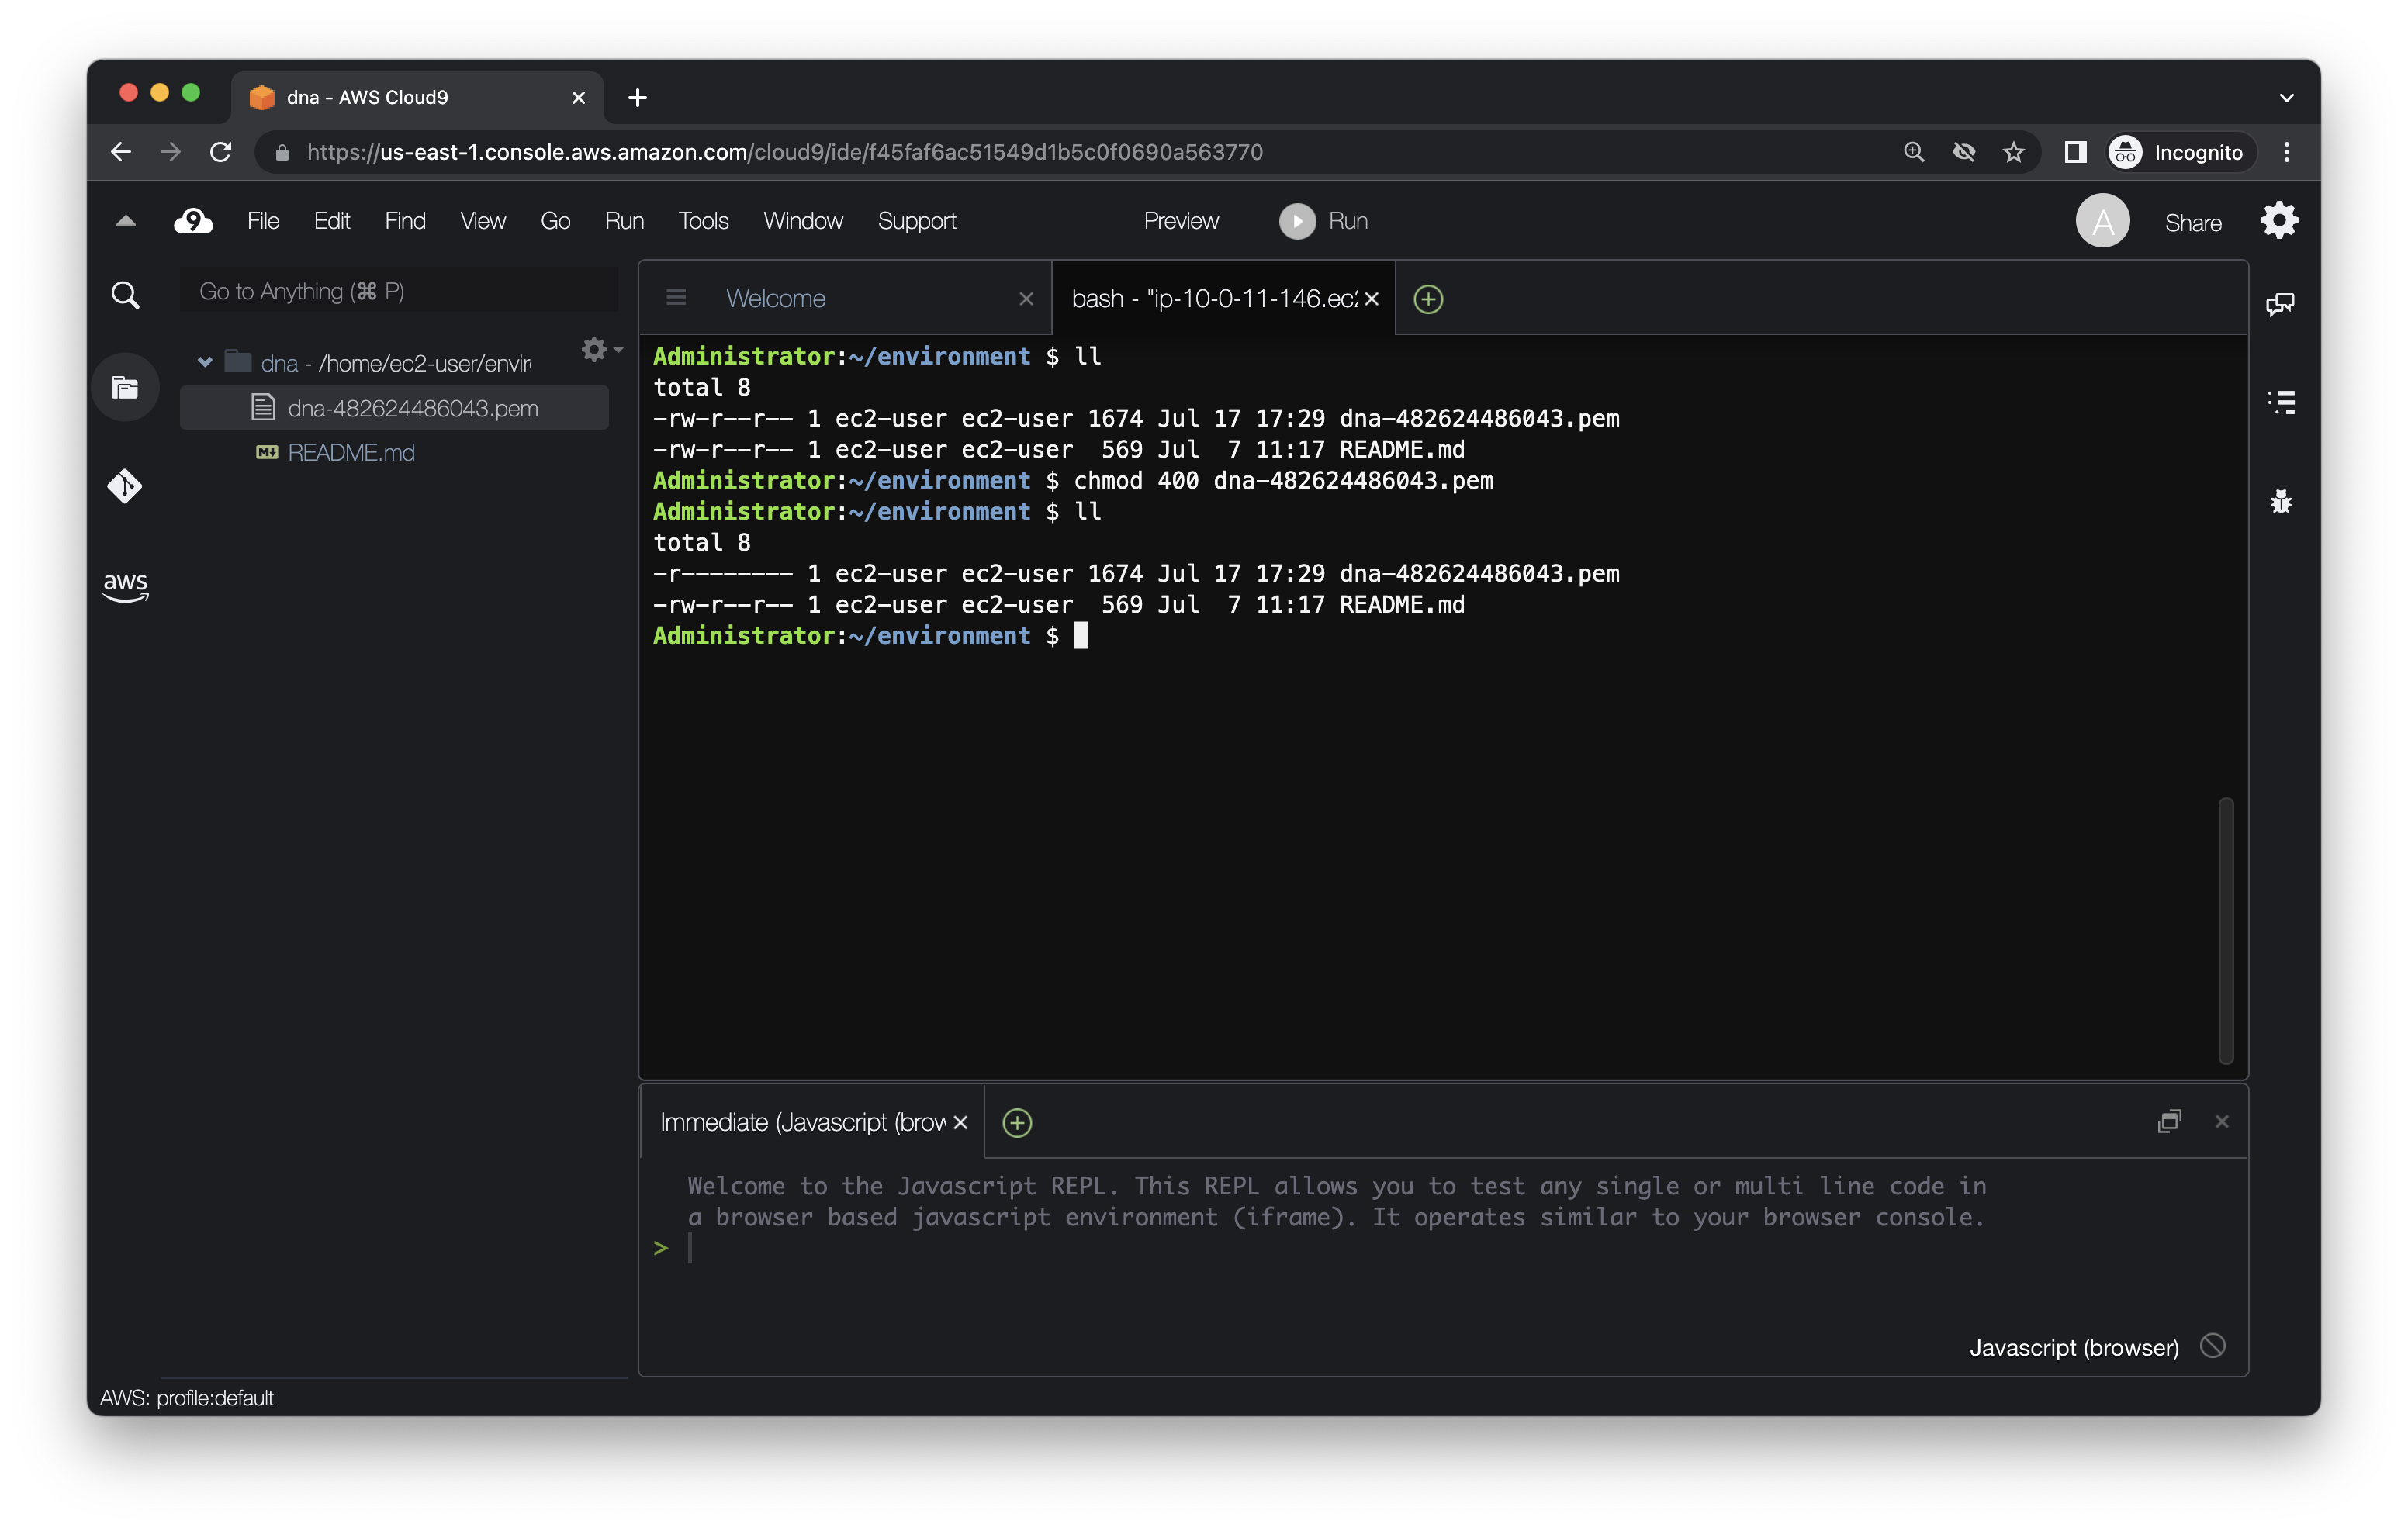 dna - AWS Cloud9
https://us-east-1.console.aws.amazon.com/cloud9/ide/f45faf6ac51549d1b5c0f0690a563770
Incognito
9 File Edit Find View Go Run Tools Window Support Preview Run A Share
Go to Anything (⌘ P)
dna - /home/ec2-user/envir
dna-482624486043.pem
M↓ README.md
aws
Welcome
bash - "ip-10-0-11-146.ec2
Administrator:~/environment $ ll
total 8
-rw-r--r-- 1 ec2-user ec2-user 1674 Jul 17 17:29 dna-482624486043.pem
-rw-r--r-- 1 ec2-user ec2-user  569 Jul  7 11:17 README.md
Administrator:~/environment $ chmod 400 dna-482624486043.pem
Administrator:~/environment $ ll
total 8
-r-------- 1 ec2-user ec2-user 1674 Jul 17 17:29 dna-482624486043.pem
-rw-r--r-- 1 ec2-user ec2-user  569 Jul  7 11:17 README.md
Administrator:~/environment $
Immediate (Javascript (brow
Welcome to the Javascript REPL. This REPL allows you to test any single or multi line code in
a browser based javascript environment (iframe). It operates similar to your browser console.
>
Javascript (browser)
AWS: profile:default